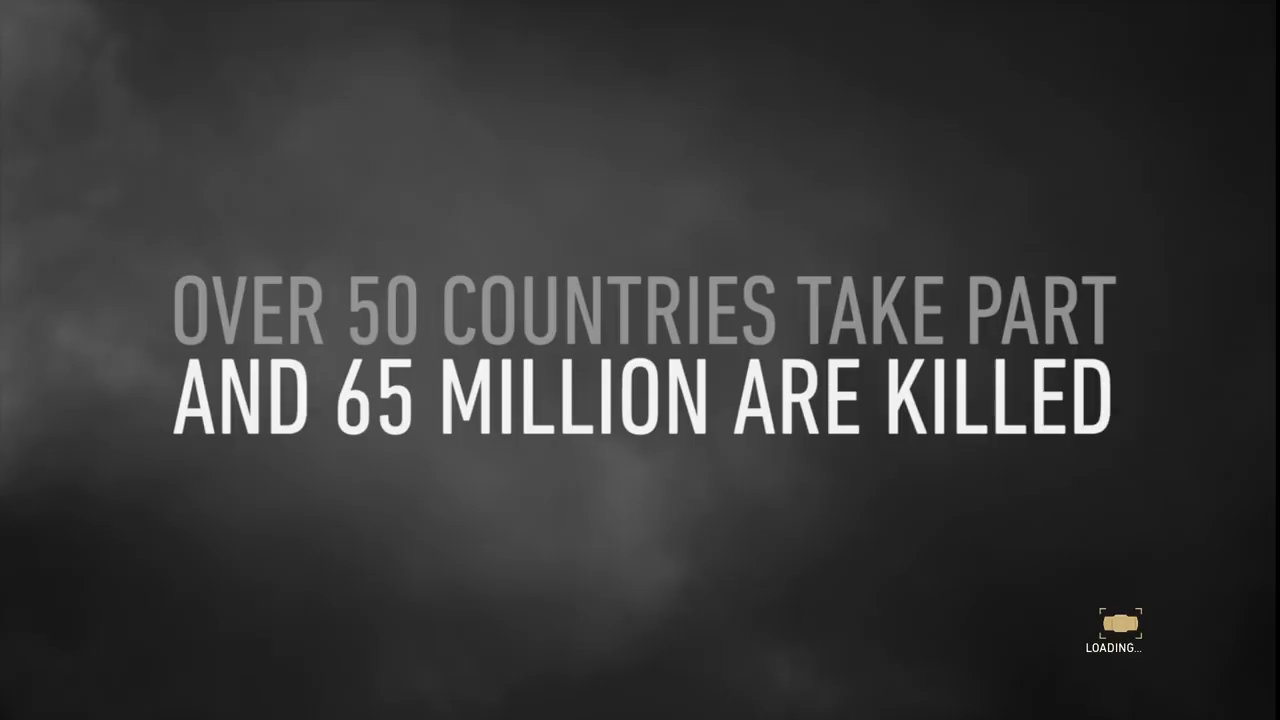 OVER 50 COUNTRIES TAKE PART
AND 65 MILLION ARE KILLED
LOADING...